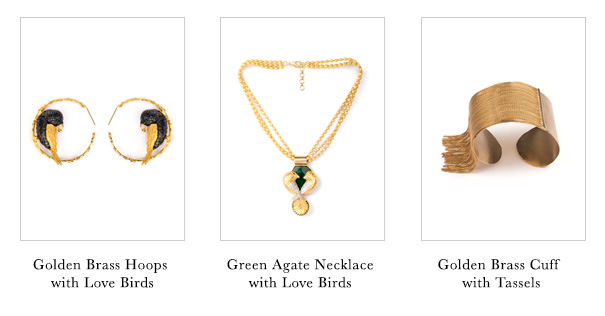 Golden Brass Hoops
with Love Birds
Green Agate Necklace
with Love Birds
Golden Brass Cuff
with Tassels